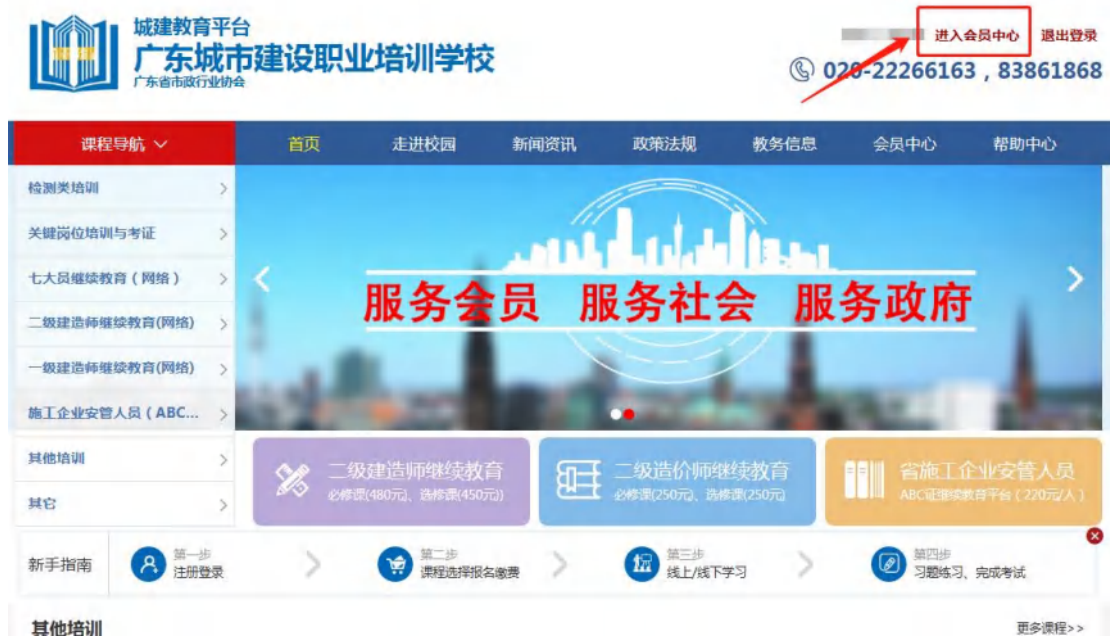 城建教育平台
广东城市建设职业培训学校
广东省市政行业协会
进入会员中心 退出登录
020-22266163，83861868
课程导航 首页 走进校园 新闻资讯 政策法规 教务信息 会员中心 帮助中心
检测类培训
关键岗位培训与考证
七大员继续教育（网络）
二级建造师继续教育(网络)
一级建造师继续教育(网络)
施工企业安管人员（ABC...
其他培训
其它
服务会员 服务社会 服务政府
二级建造师继续教育
必修课(480元)、选修课(450元))
二级造价师继续教育
必修课(250元)、选修课(250元)
省施工企业安管人员
ABC证继续教育平台（220元/人）
新手指南
第一步
注册登录
第二步
课程选择报名缴费
第三步
线上/线下学习
第四步
习题练习、完成考试
其他培训
更多课程>>